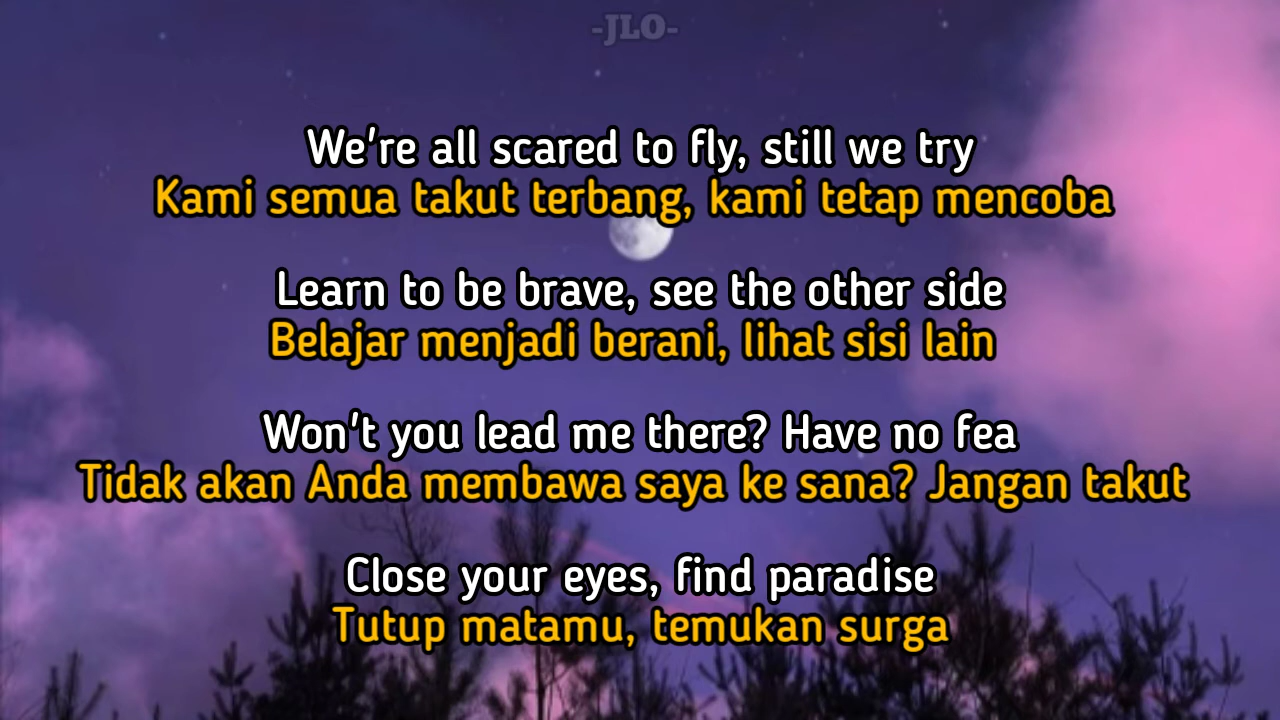 -JLO-
We're all scared to fly, still we try
Kami semua takut terbang, kami tetap mencoba
Learn to be brave, see the other side
Belajar menjadi berani, lihat sisi lain
Won't you lead me there? Have no fea
Tidak akan Anda membawa saya ke sana? Jangan takut
Close your eyes, find paradise
Tutup matamu, temukan surga